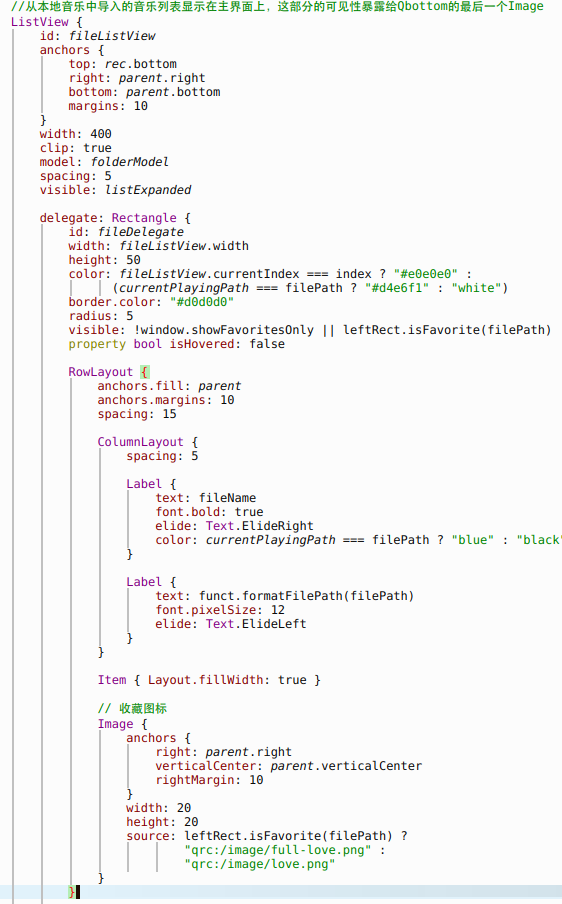 //从本地音乐中导入的音乐列表显示在主界面上，这部分的可见性暴露给Qbottom的最后一个Image
ListView {
    id: fileListView
    anchors {
        top: rec.bottom
        right: parent.right
        bottom: parent.bottom
        margins: 10
    }
    width: 400
    clip: true
    model: folderModel
    spacing: 5
    visible: listExpanded

    delegate: Rectangle {
        id: fileDelegate
        width: fileListView.width
        height: 50
        color: fileListView.currentIndex === index ? "#e0e0e0" :
              (currentPlayingPath === filePath ? "#d4e6f1" : "white")
        border.color: "#d0d0d0"
        radius: 5
        visible: !window.showFavoritesOnly || leftRect.isFavorite(filePath)
        property bool isHovered: false

        RowLayout {
            anchors.fill: parent
            anchors.margins: 10
            spacing: 15

            ColumnLayout {
                spacing: 5

                Label {
                    text: fileName
                    font.bold: true
                    elide: Text.ElideRight
                    color: currentPlayingPath === filePath ? "blue" : "black"
                }

                Label {
                    text: funct.formatFilePath(filePath)
                    font.pixelSize: 12
                    elide: Text.ElideLeft
                }
            }

            Item { Layout.fillWidth: true }

            // 收藏图标
            Image {
                anchors {
                    right: parent.right
                    verticalCenter: parent.verticalCenter
                    rightMargin: 10
                }
                width: 20
                height: 20
                source: leftRect.isFavorite(filePath) ?
                        "qrc:/image/full-love.png" :
                        "qrc:/image/love.png"
            }
        }